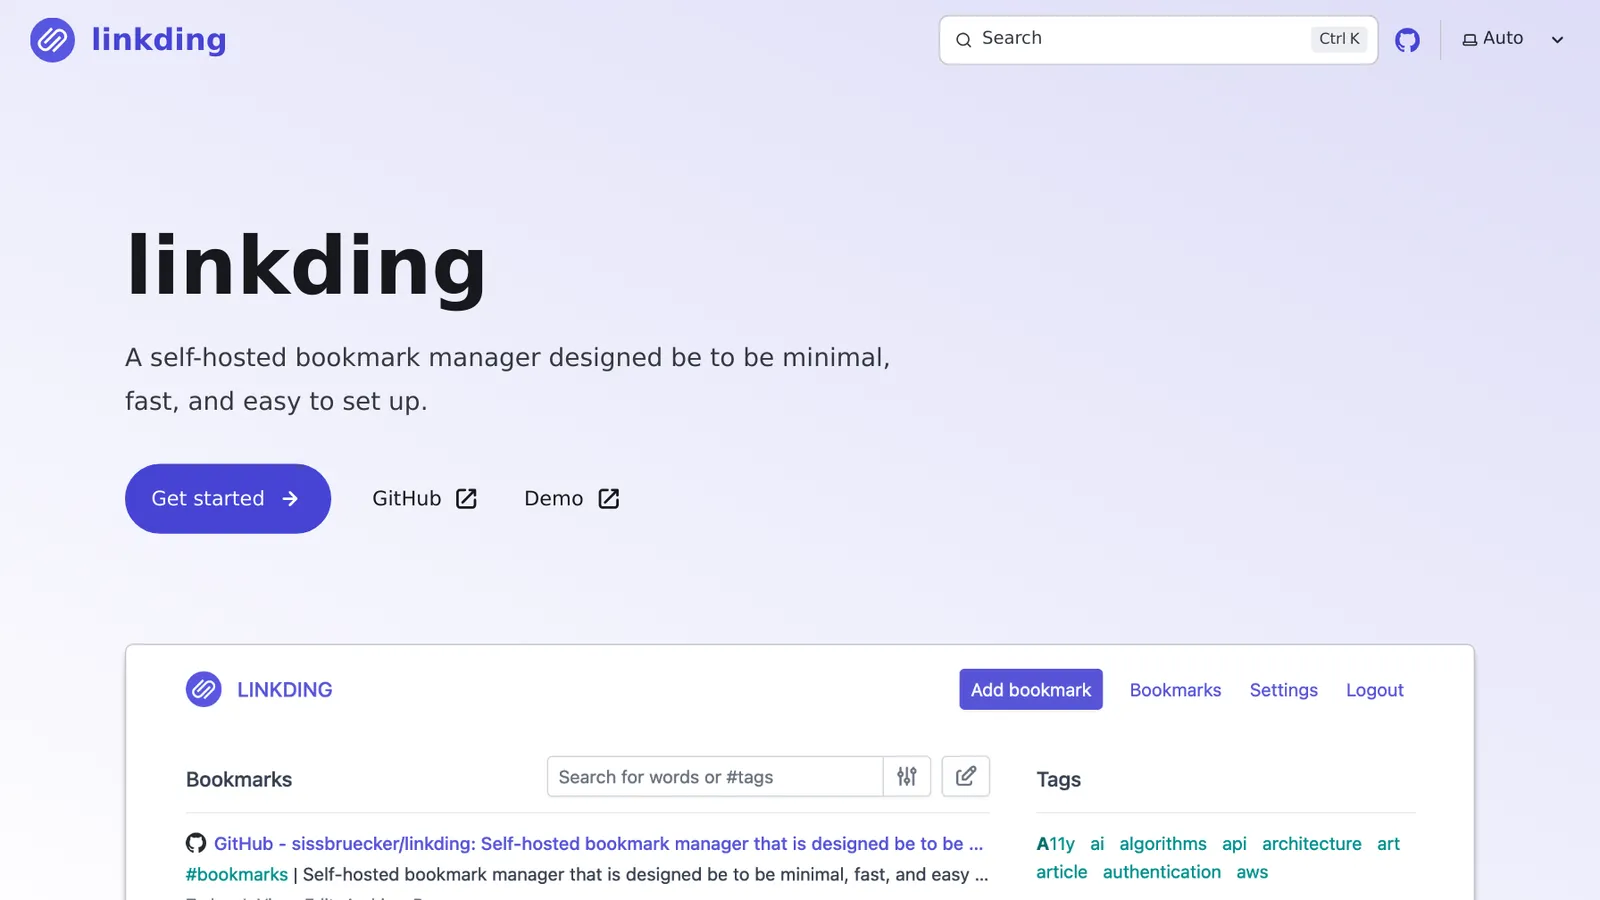 linkding
Search
Ctrl K
Auto
linkding
A self-hosted bookmark manager designed be to be minimal,
fast, and easy to set up.
Get started
GitHub
Demo
LINKDING
Add bookmark
Bookmarks
Settings
Logout
Bookmarks
Search for words or #tags
GitHub - sissbruecker/linkding: Self-hosted bookmark manager that is designed be to be ...
#bookmarks | Self-hosted bookmark manager that is designed be to be minimal, fast, and easy ...
Tags
A11y ai algorithms api architecture art
article authentication aws